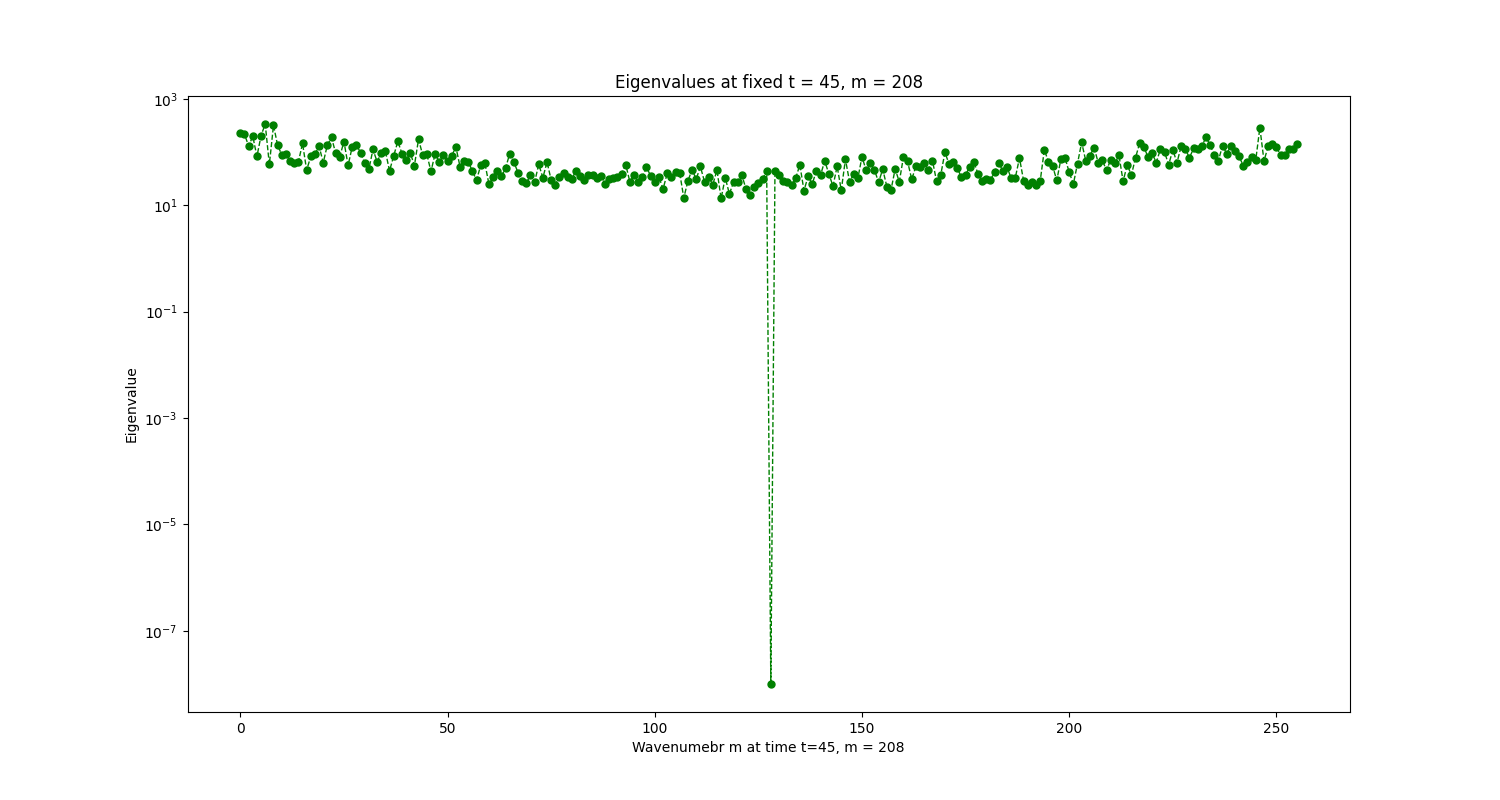 Eigenvalues at fixed t = 45, m = 208
10³
10¹
10⁻¹
10⁻³
10⁻⁵
10⁻⁷
Eigenvalue
0 50 100 150 200 250
Wavenumebr m at time t=45, m = 208